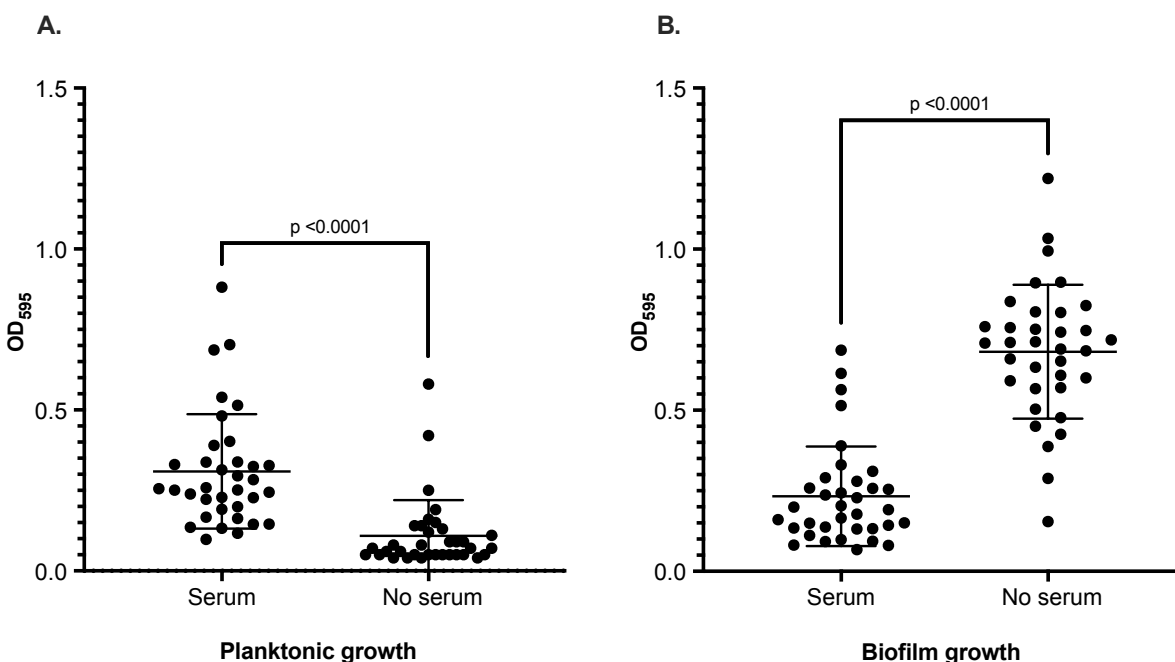 A.
B.
1.5
1.0
0.5
0.0
OD595
p <0.0001
Serum
No serum
Planktonic growth
1.5
1.0
0.5
0.0
OD595
p <0.0001
Serum
No serum
Biofilm growth